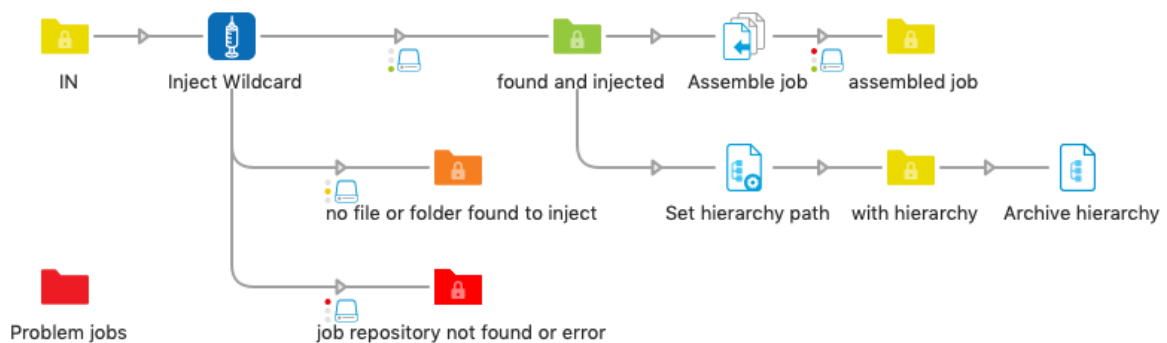 IN
Inject Wildcard
found and injected
Assemble job
assembled job
no file or folder found to inject
Set hierarchy path
with hierarchy
Archive hierarchy
Problem jobs
job repository not found or error